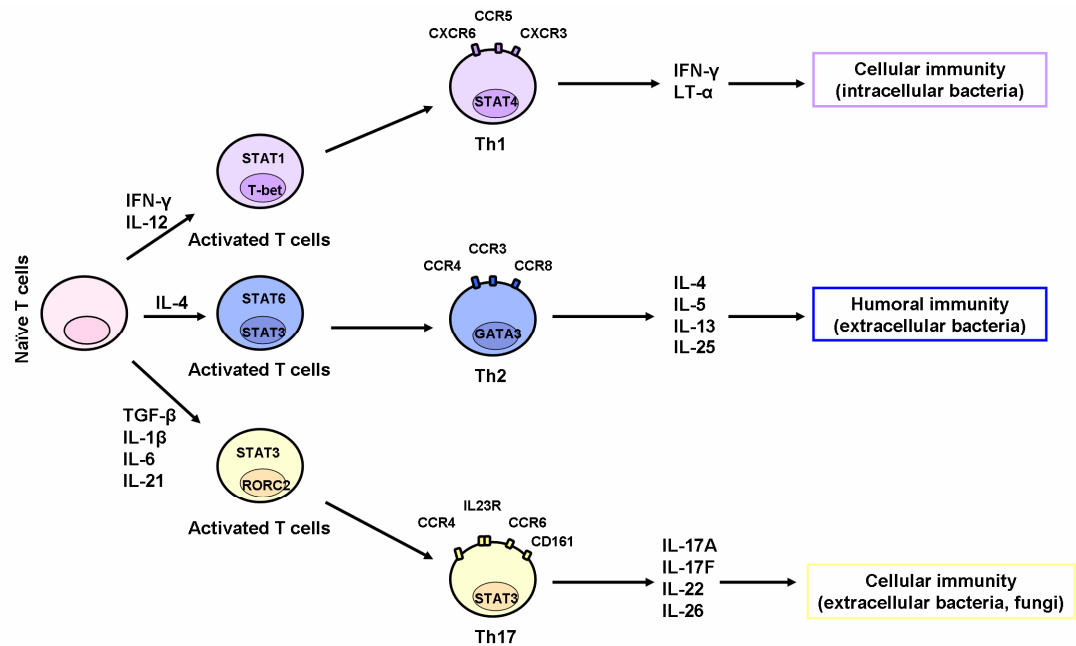 Naïve T cells
IFN-γ
IL-12
STAT1
T-bet
Activated T cells
CXCR6
CCR5
CXCR3
STAT4
Th1
IFN-γ
LT-α
Cellular immunity
(intracellular bacteria)
IL-4
STAT6
STAT3
Activated T cells
CCR4
CCR3
CCR8
GATA3
Th2
IL-4
IL-5
IL-13
IL-25
Humoral immunity
(extracellular bacteria)
TGF-β
IL-1β
IL-6
IL-21
STAT3
RORC2
Activated T cells
CCR4
IL23R
CCR6
CD161
STAT3
Th17
IL-17A
IL-17F
IL-22
IL-26
Cellular immunity
(extracellular bacteria, fungi)